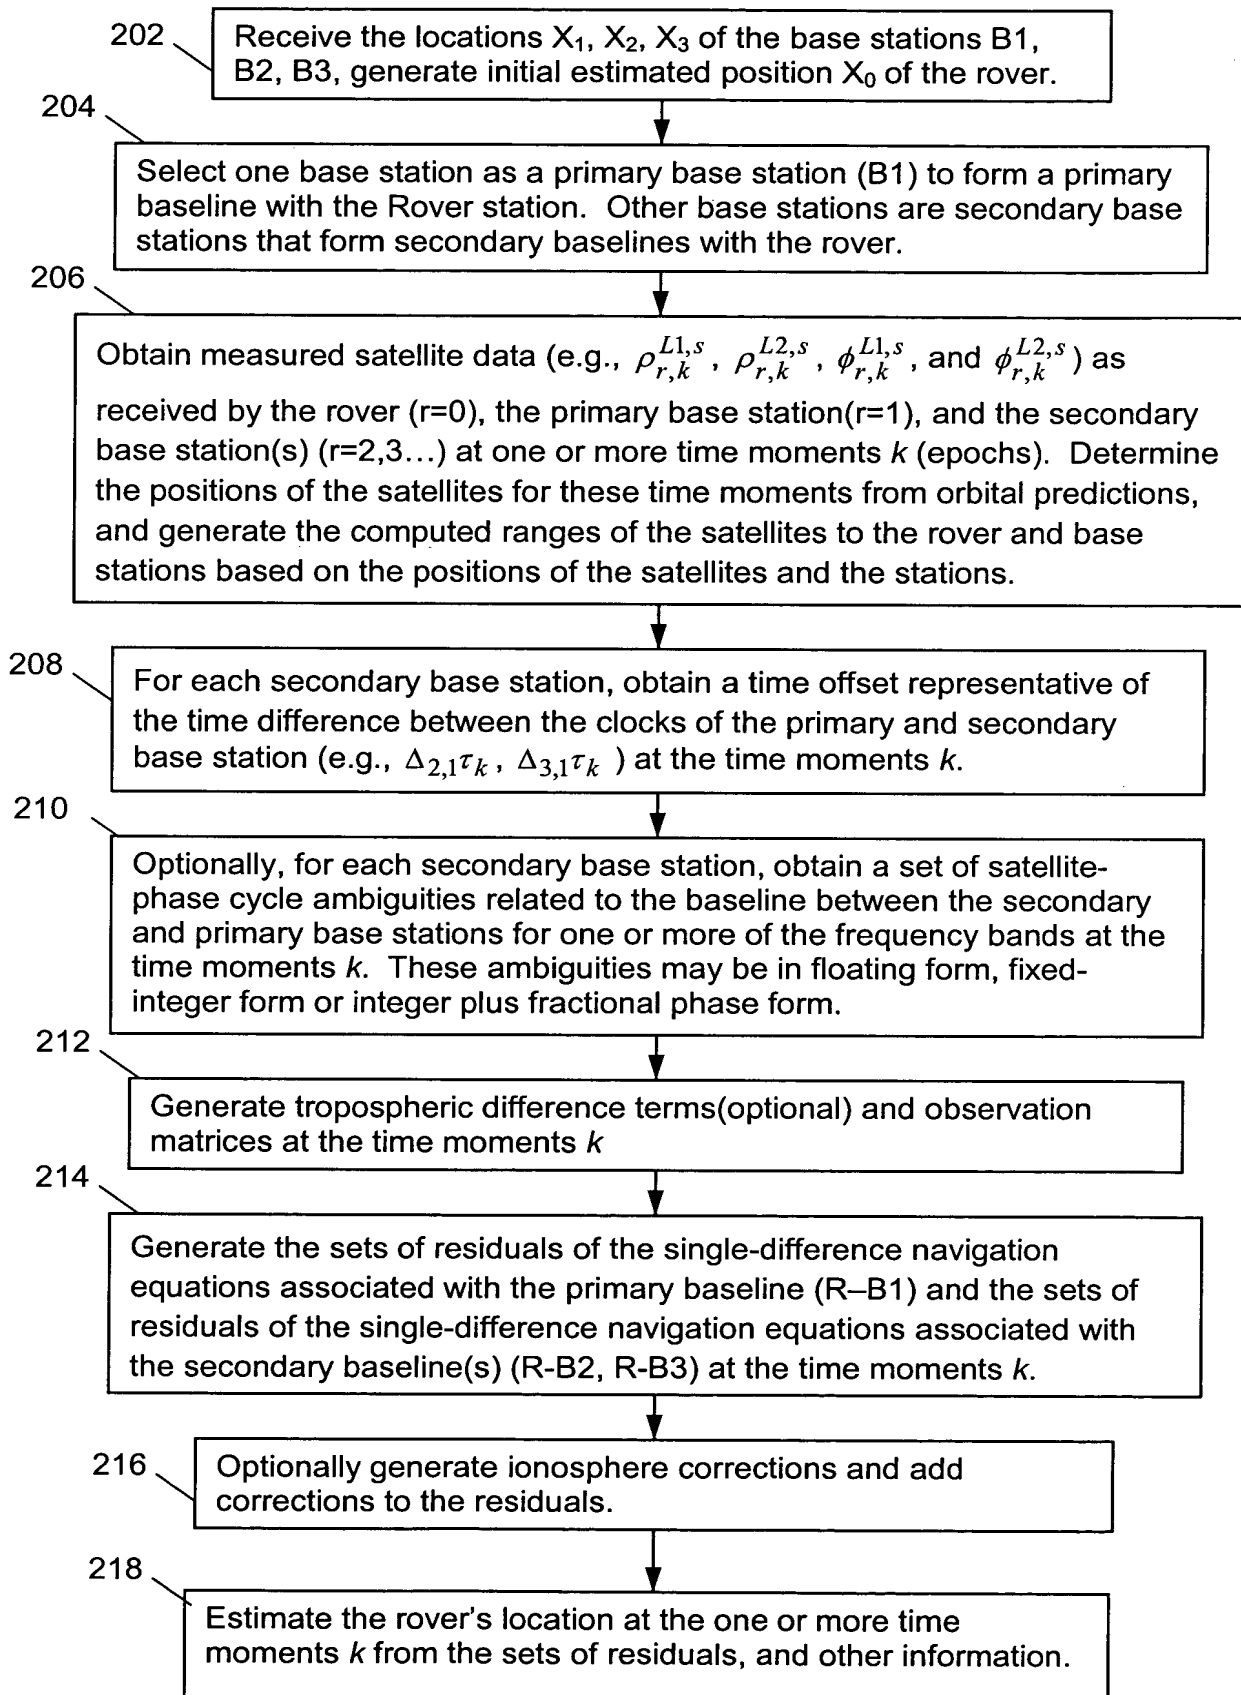 202
Receive the locations X₁, X₂, X₃ of the base stations B1,
B2, B3, generate initial estimated position X₀ of the rover.
204
Select one base station as a primary base station (B1) to form a primary
baseline with the Rover station.  Other base stations are secondary base
stations that form secondary baselines with the rover.
206
Obtain measured satellite data (e.g., $\rho_{r,k}^{L1,s}$, $\rho_{r,k}^{L2,s}$, $\phi_{r,k}^{L1,s}$, and $\phi_{r,k}^{L2,s}$) as
received by the rover (r=0), the primary base station(r=1), and the secondary
base station(s) (r=2,3...) at one or more time moments k (epochs).  Determine
the positions of the satellites for these time moments from orbital predictions,
and generate the computed ranges of the satellites to the rover and base
stations based on the positions of the satellites and the stations.
208
For each secondary base station, obtain a time offset representative of
the time difference between the clocks of the primary and secondary
base station (e.g., $\Delta_{2,1}\tau_k$, $\Delta_{3,1}\tau_k$ ) at the time moments k.
210
Optionally, for each secondary base station, obtain a set of satellite-
phase cycle ambiguities related to the baseline between the secondary
and primary base stations for one or more of the frequency bands at the
time moments k.  These ambiguities may be in floating form, fixed-
integer form or integer plus fractional phase form.
212
Generate tropospheric difference terms(optional) and observation
matrices at the time moments k
214
Generate the sets of residuals of the single-difference navigation
equations associated with the primary baseline (R–B1) and the sets of
residuals of the single-difference navigation equations associated with
the secondary baseline(s) (R-B2, R-B3) at the time moments k.
216
Optionally generate ionosphere corrections and add
corrections to the residuals.
218
Estimate the rover's location at the one or more time
moments k from the sets of residuals, and other information.